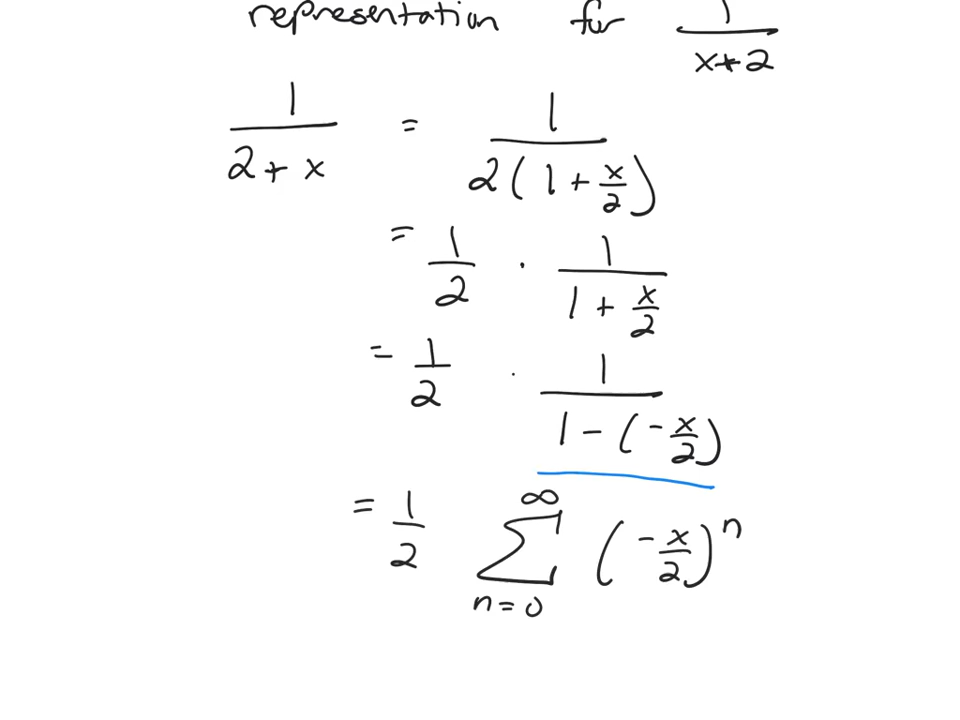 representation for 1/(x+2)
1/(2+x) = 1/(2(1+x/2))
= 1/2 · 1/(1+x/2)
= 1/2 · 1/(1-(-x/2))
= 1/2 ∑_{n=0}^{∞} (-x/2)^n